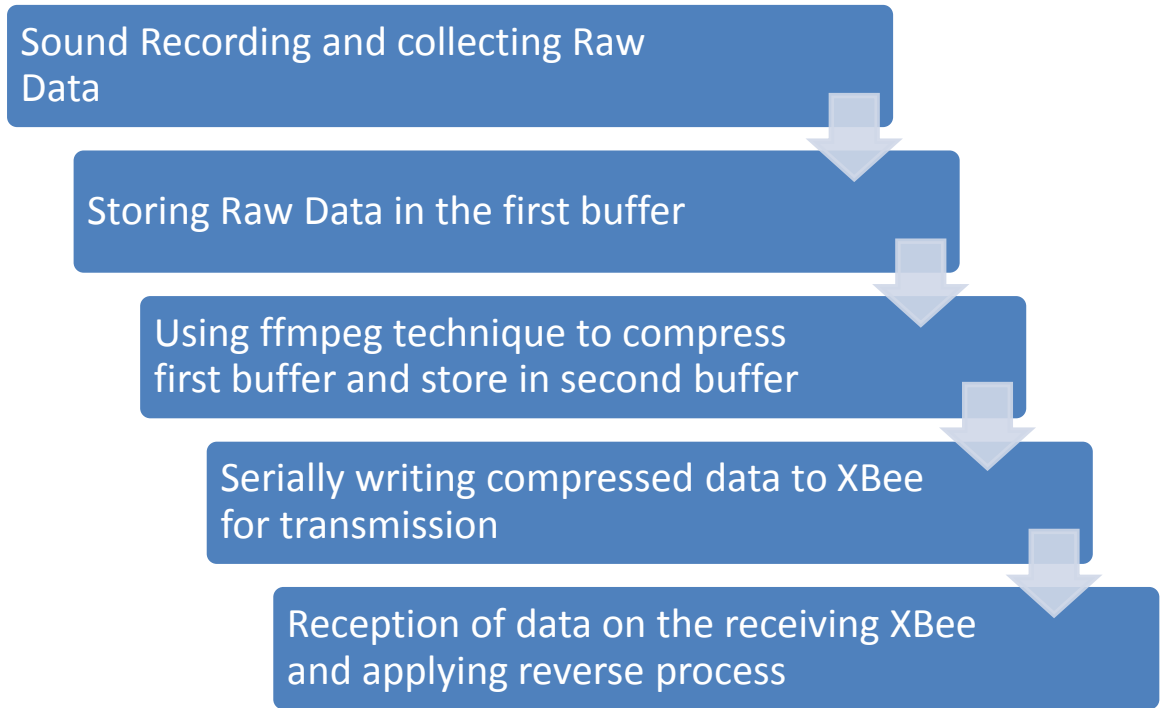 Sound Recording and collecting Raw
Data
Storing Raw Data in the first buffer
Using ffmpeg technique to compress
first buffer and store in second buffer
Serially writing compressed data to XBee
for transmission
Reception of data on the receiving XBee
and applying reverse process